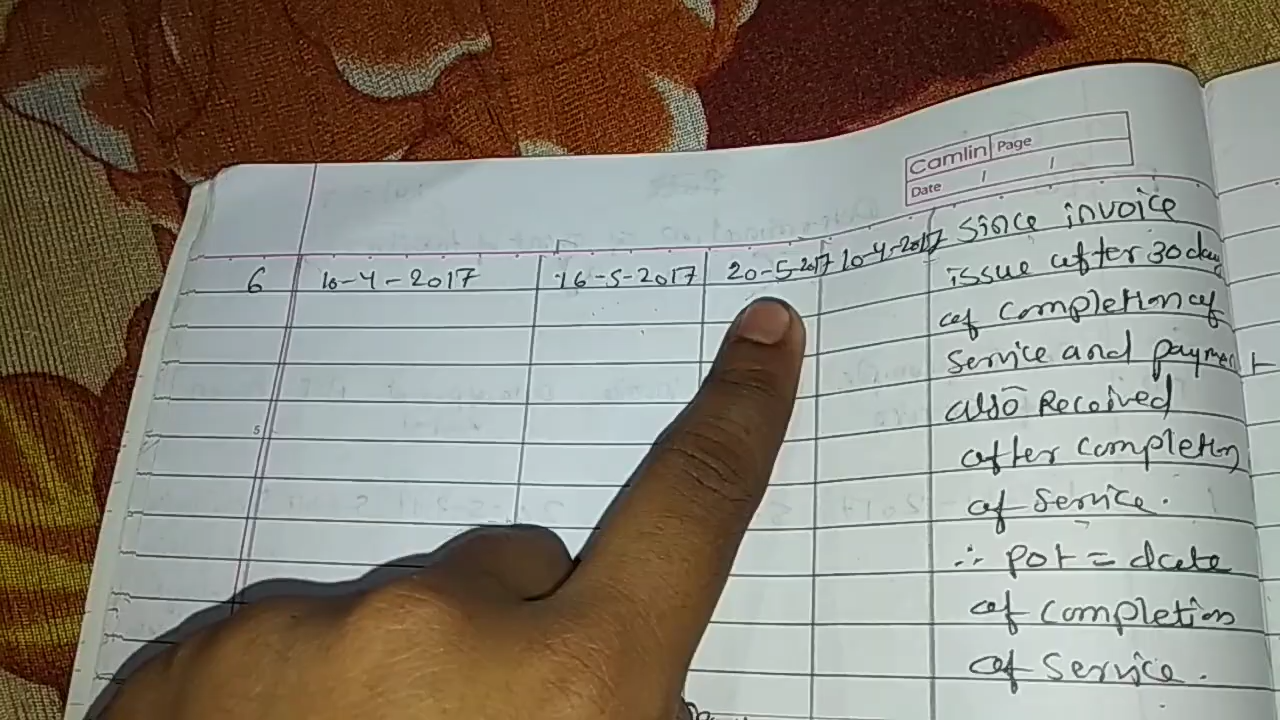 camlin Page
Date / /
6 10-4-2017 16-5-2017 20-5-2017 10-4-2017 Since invoice
issue after 30 day
of completion of
Service and payment
also Received
after completion
of Service.
5
∴ POT = date
of completion
of Service.